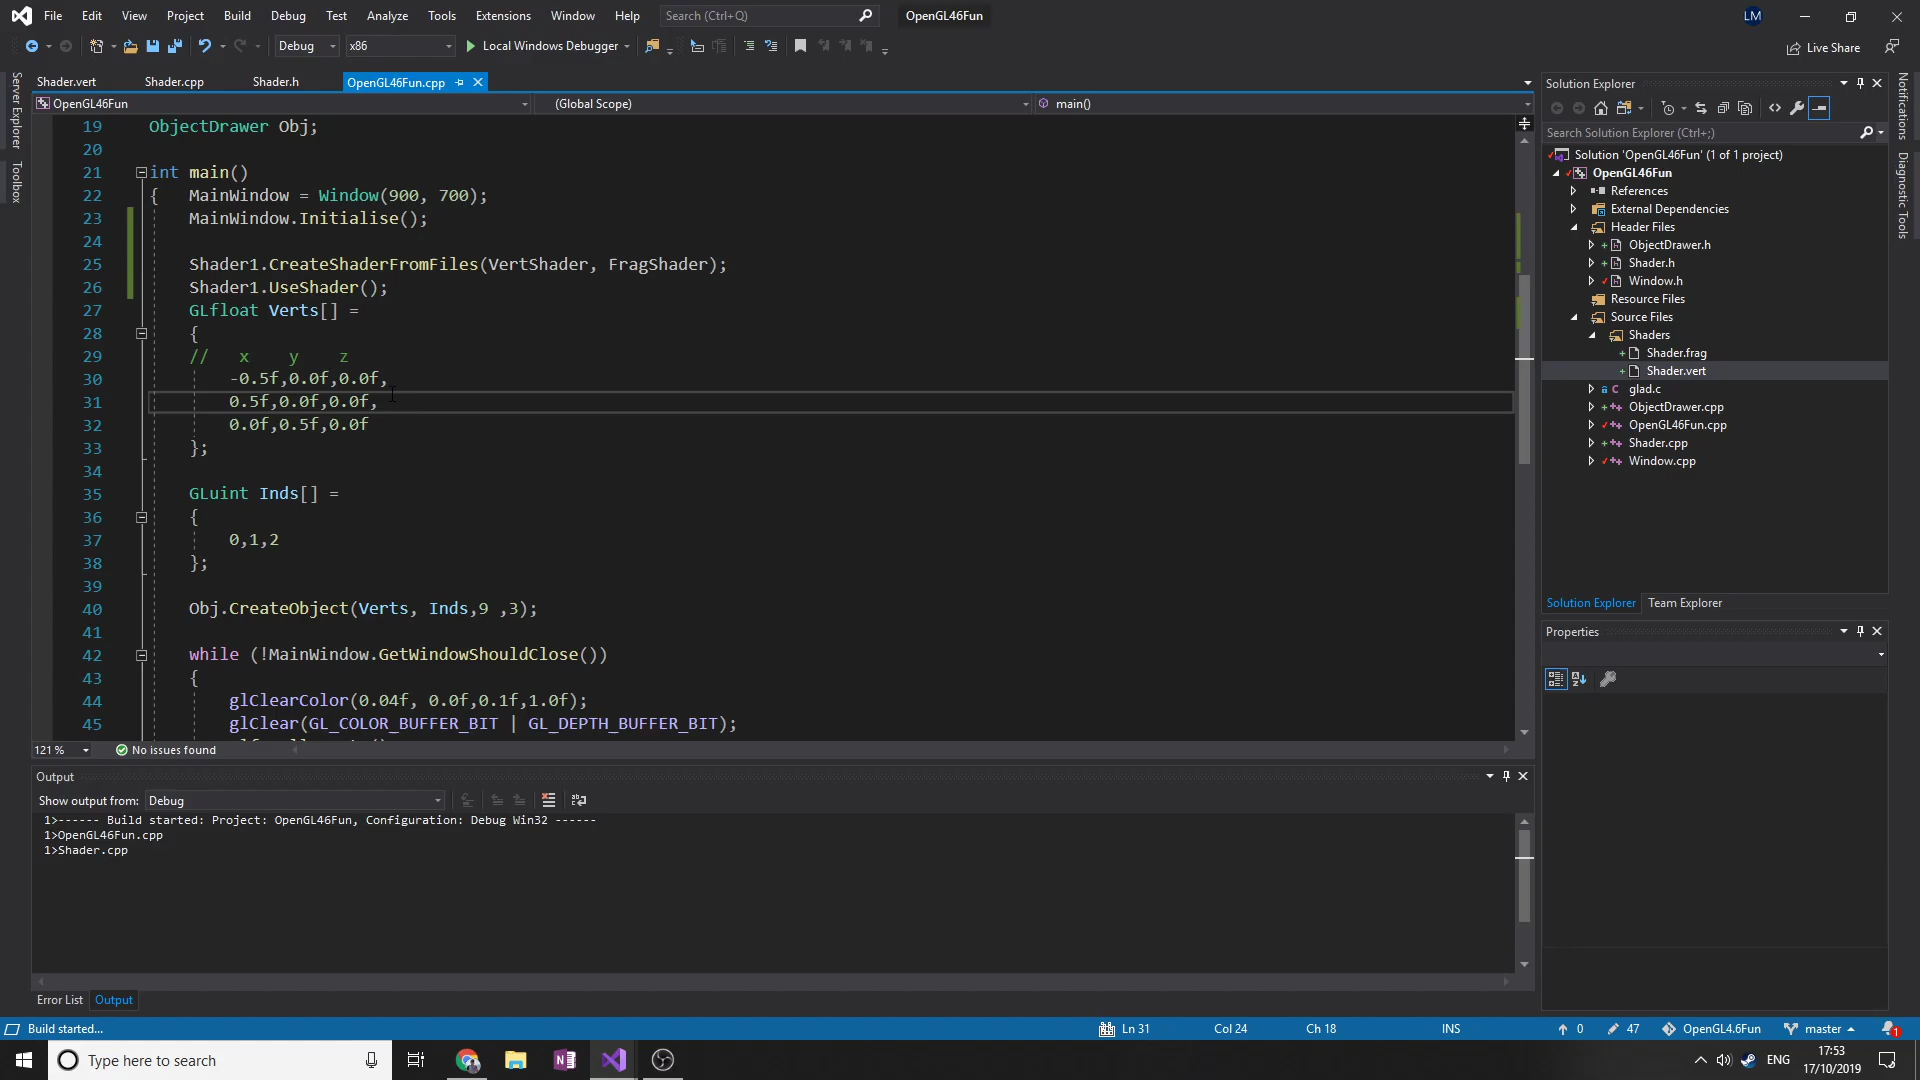 File Edit View Project Build Debug Test Analyze Tools Extensions Window Help Search (Ctrl+Q) OpenGL46Fun LM
Debug x86 Local Windows Debugger Live Share
Shader.vert Shader.cpp Shader.h OpenGL46Fun.cpp
OpenGL46Fun (Global Scope) main()
Server Explorer
Toolbox
19 ObjectDrawer Obj;
20
21 int main()
22 { MainWindow = Window(900, 700);
23 MainWindow.Initialise();
24
25 Shader1.CreateShaderFromFiles(VertShader, FragShader);
26 Shader1.UseShader();
27 GLfloat Verts[] =
28 {
29 // x y z
30 -0.5f,0.0f,0.0f,
31 0.5f,0.0f,0.0f,
32 0.0f,0.5f,0.0f
33 };
34
35 GLuint Inds[] =
36 {
37 0,1,2
38 };
39
40 Obj.CreateObject(Verts, Inds,9 ,3);
41
42 while (!MainWindow.GetWindowShouldClose())
43 {
44 glClearColor(0.04f, 0.0f,0.1f,1.0f);
45 glClear(GL_COLOR_BUFFER_BIT | GL_DEPTH_BUFFER_BIT);
121 % No issues found
Output
Show output from: Debug
1>------ Build started: Project: OpenGL46Fun, Configuration: Debug Win32 ------
1>OpenGL46Fun.cpp
1>Shader.cpp
Error List Output
Solution Explorer
Search Solution Explorer (Ctrl+;)
Solution 'OpenGL46Fun' (1 of 1 project)
OpenGL46Fun
References
External Dependencies
Header Files
ObjectDrawer.h
Shader.h
Window.h
Resource Files
Source Files
Shaders
Shader.frag
Shader.vert
glad.c
ObjectDrawer.cpp
OpenGL46Fun.cpp
Shader.cpp
Window.cpp
Solution Explorer Team Explorer
Properties
Notifications
Diagnostic Tools
Build started... Ln 31 Col 24 Ch 18 INS 0 47 OpenGL4.6Fun master 1
Type here to search ENG 17:53
17/10/2019